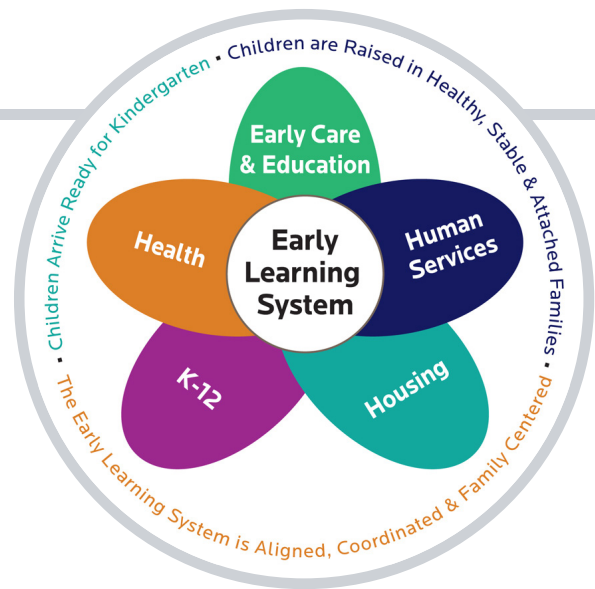 Children Arrive Ready for Kindergarten • Children are Raised in Healthy, Stable & Attached Families •
Early Care
& Education
Health
Human
Services
Early
Learning
System
K-12
Housing
The Early Learning System is Aligned, Coordinated & Family Centered •